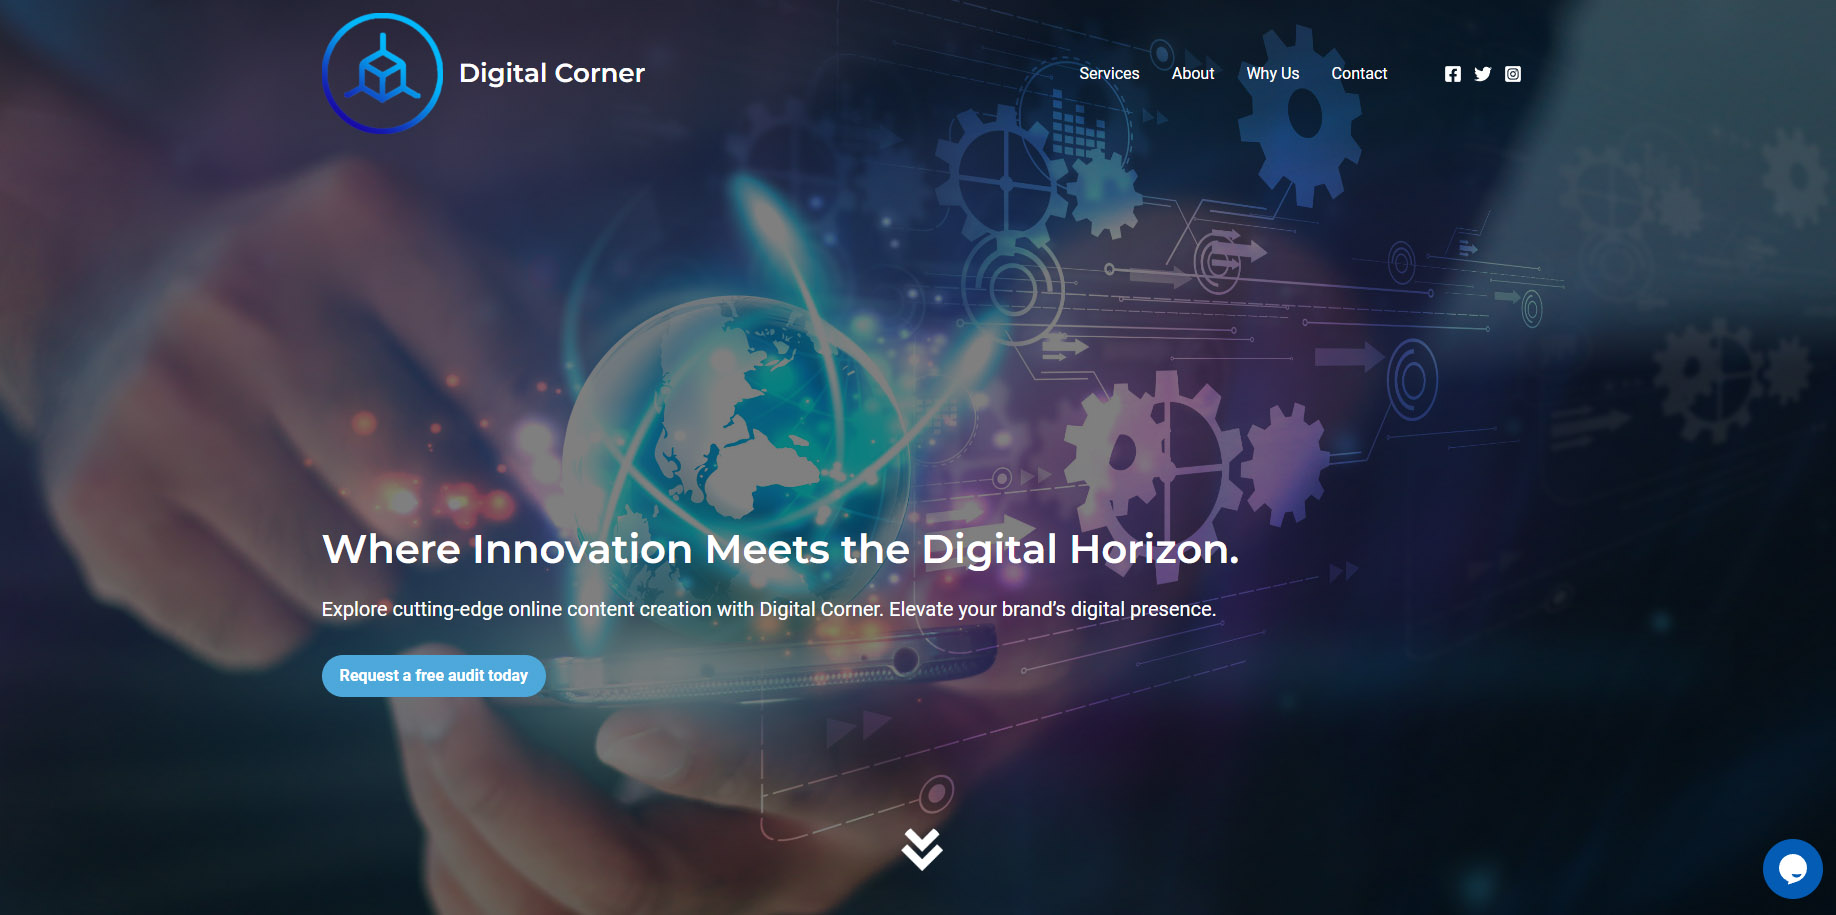 Digital Corner
Services About Why Us Contact
Where Innovation Meets the Digital Horizon.
Explore cutting-edge online content creation with Digital Corner. Elevate your brand’s digital presence.
Request a free audit today